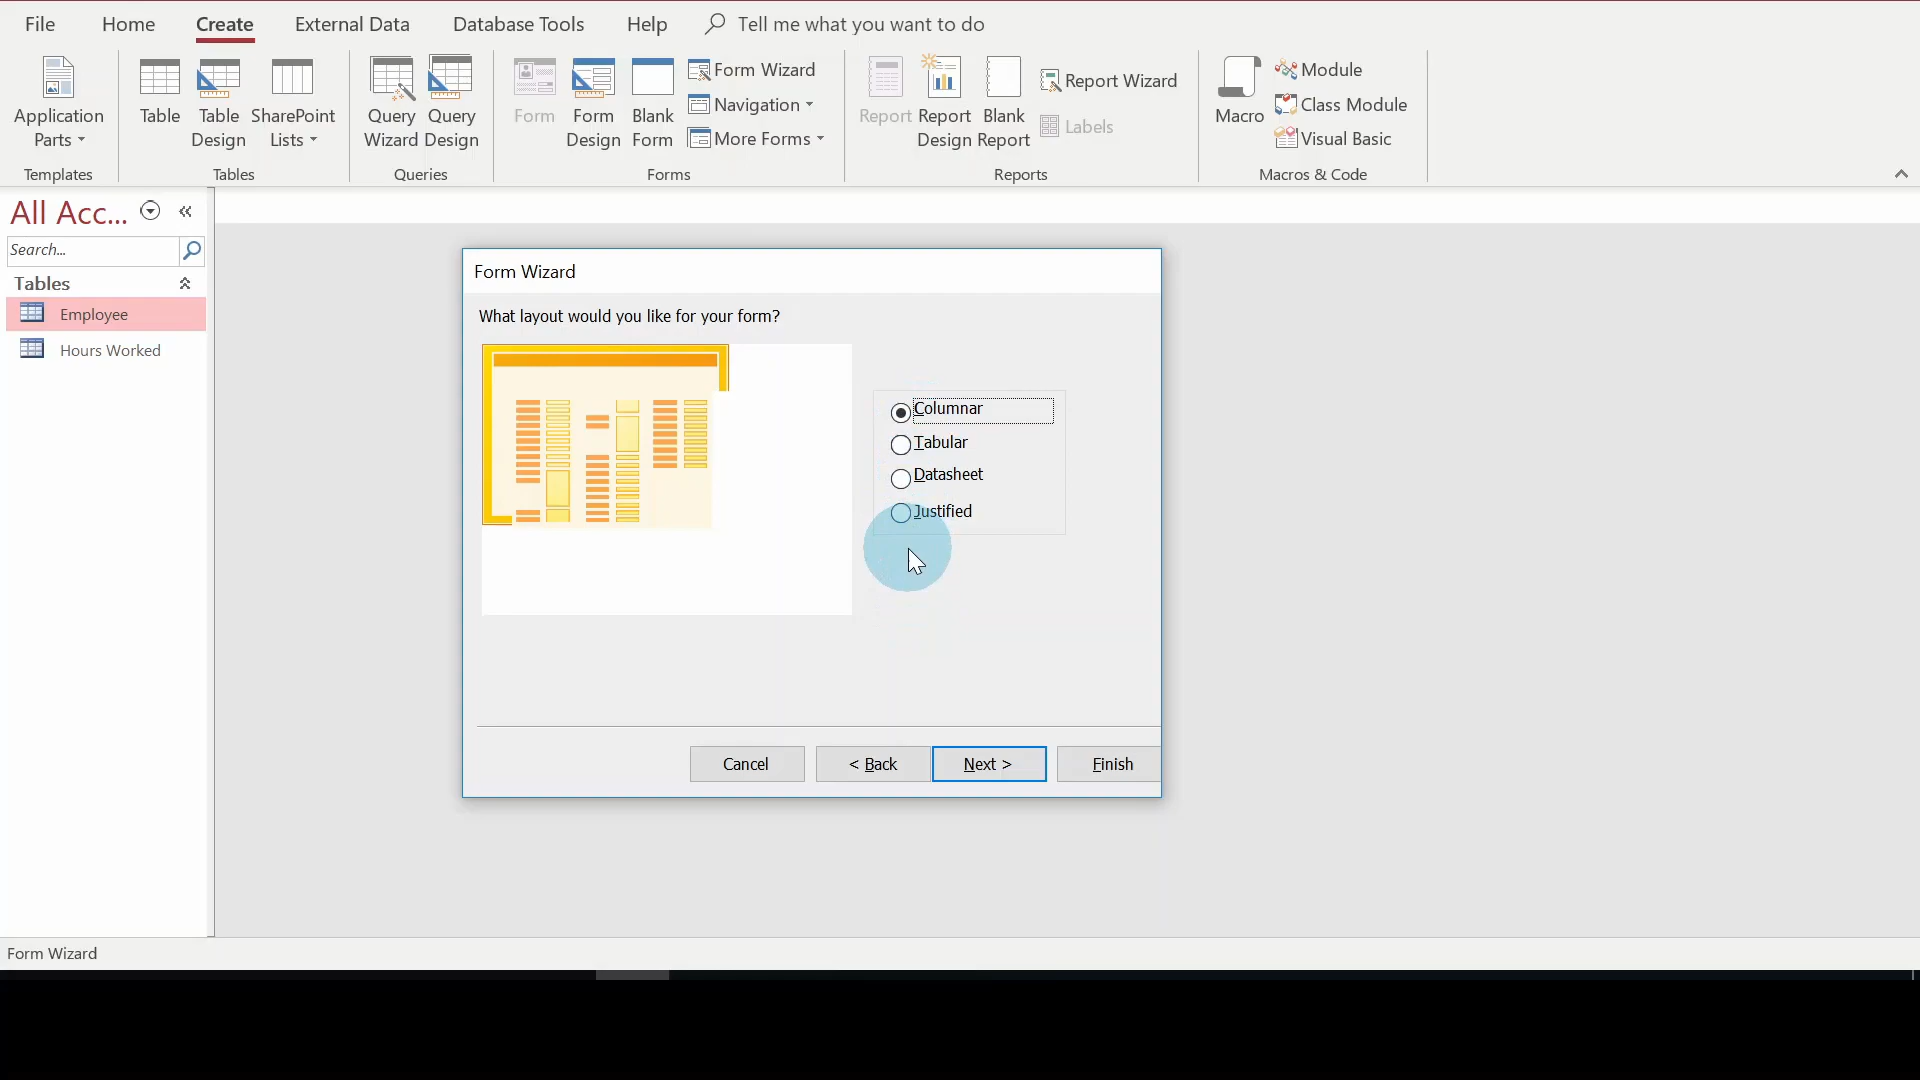 File Home Create External Data Database Tools Help Tell me what you want to do
Application Parts
Table
Table Design
SharePoint Lists
Query Wizard
Query Design
Form
Form Design
Blank Form
Form Wizard
Navigation
More Forms
Report
Report Design
Blank Report
Report Wizard
Labels
Macro
Module
Class Module
Visual Basic
Templates Tables Queries Forms Reports Macros & Code
All Acc...
Search...
Tables
Employee
Hours Worked
Form Wizard
What layout would you like for your form?
Columnar
Tabular
Datasheet
Justified
Cancel < Back Next > Finish
Form Wizard